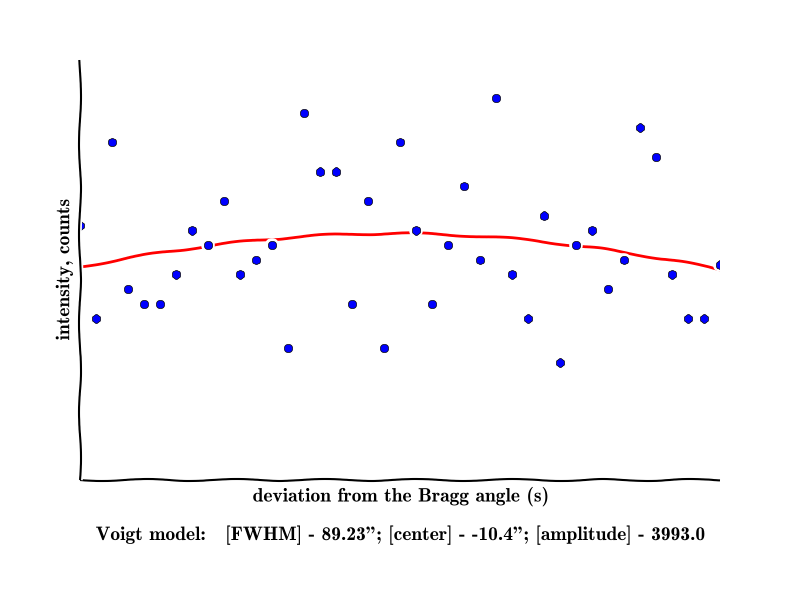 intensity, counts
deviation from the Bragg angle (s)
Voigt model: [FWHM] - 89.23”; [center] - -10.4”; [amplitude] - 3993.0